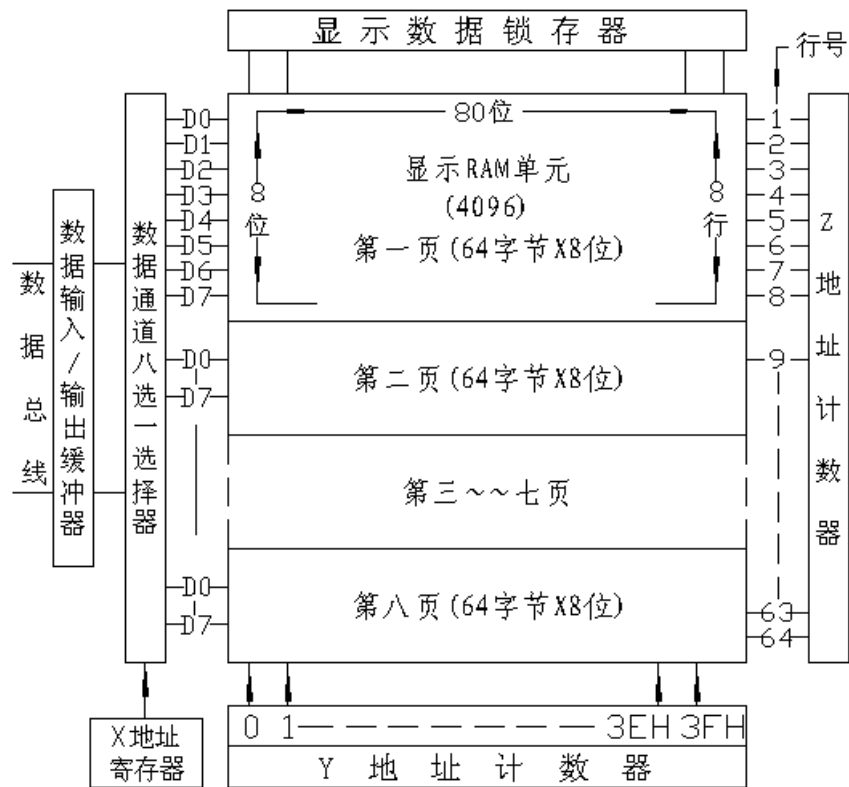 显示数据锁存器
行号
80位
8位
8行
显示RAM单元
(4096)
第一页(64字节X8位)
第二页(64字节X8位)
第三~~七页
第八页(64字节X8位)
D0
D1
D2
D3
D4
D5
D6
D7
D0
D7
D0
D7
1
2
3
4
5
6
7
8
9
63
64
数据总线
数据输入/输出缓冲器
数据通道八选一选择器
Z地址计数器
X地址
寄存器
0 1 3EH 3FH
Y地址计数器